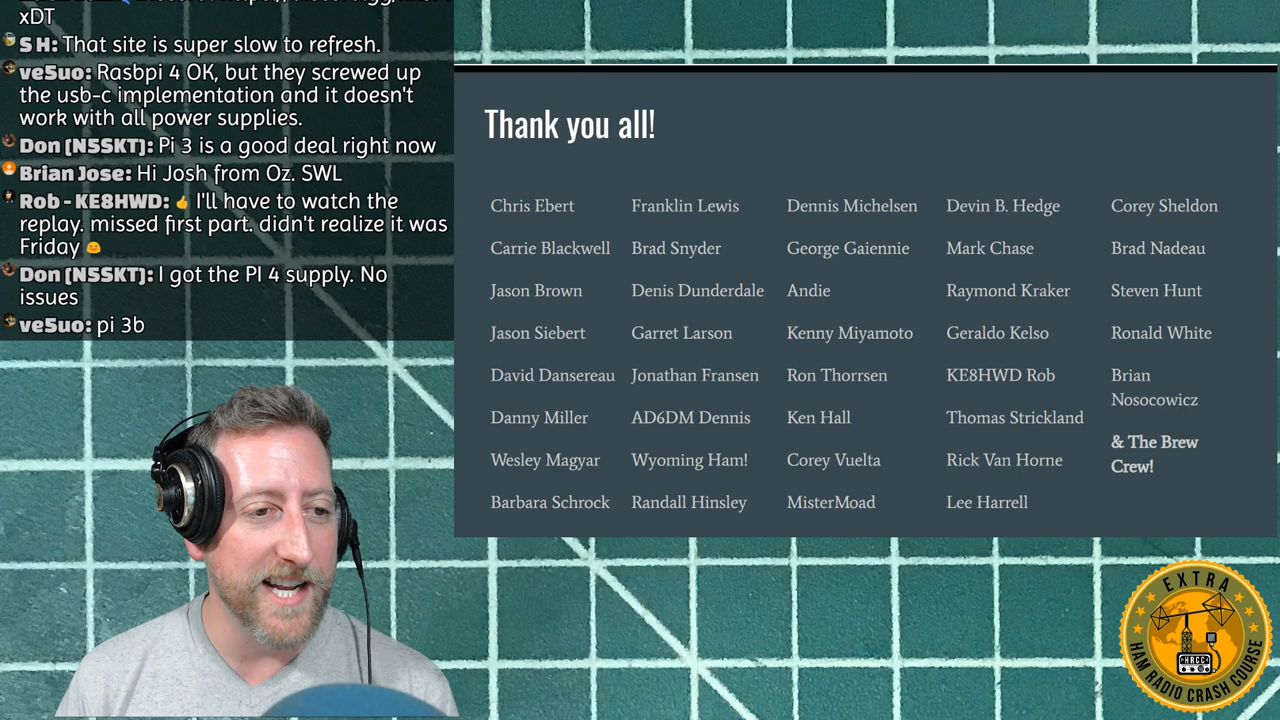 xDT
S H: That site is super slow to refresh.
ve5uo: Rasbpi 4 OK, but they screwed up
the usb-c implementation and it doesn't
work with all power supplies.
Don (N5SKT): Pi 3 is a good deal right now
Brian Jose: Hi Josh from Oz. SWL
Rob - KE8HWD: 👍 I'll have to watch the
replay. missed first part. didn't realize it was
Friday 😊
Don (N5SKT): I got the PI 4 supply. No
issues
ve5uo: pi 3b
Thank you all!
Chris Ebert
Carrie Blackwell
Jason Brown
Jason Siebert
David Dansereau
Danny Miller
Wesley Magyar
Barbara Schrock
Franklin Lewis
Brad Snyder
Denis Dunderdale
Garret Larson
Jonathan Fransen
AD6DM Dennis
Wyoming Ham!
Randall Hinsley
Dennis Michelsen
George Gaiennie
Andie
Kenny Miyamoto
Ron Thorrsen
Ken Hall
Corey Vuelta
MisterMoad
Devin B. Hedge
Mark Chase
Raymond Kraker
Geraldo Kelso
KE8HWD Rob
Thomas Strickland
Rick Van Horne
Lee Harrell
Corey Sheldon
Brad Nadeau
Steven Hunt
Ronald White
Brian
Nosocowicz
& The Brew
Crew!
EXTRA
HRCC
HAM RADIO CRASH COURSE